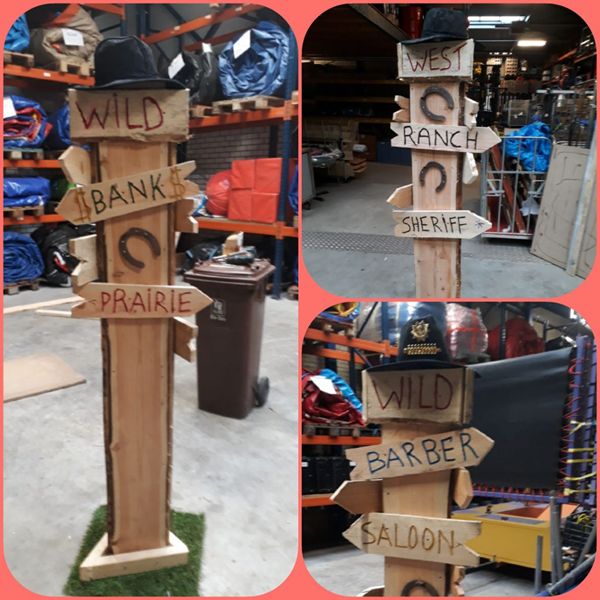 WILD
$BANK$
PRAIRIE
WEST
RANCH
SHERIFF
WILD
BARBER
SALOON